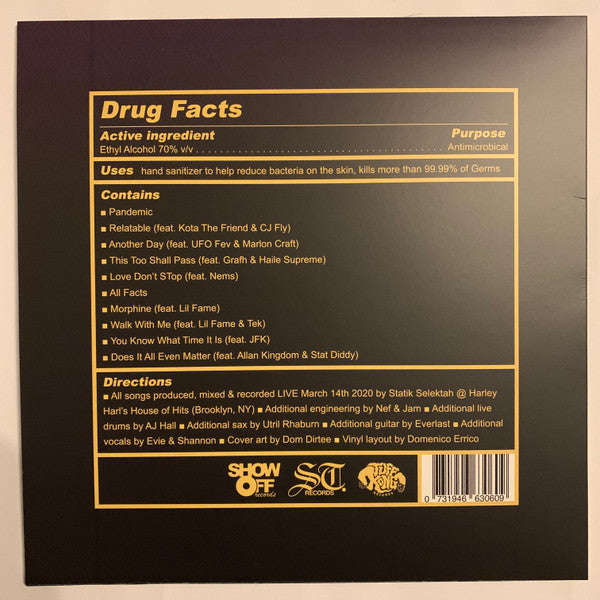 Drug Facts
Active ingredient Purpose
Ethyl Alcohol 70% v/v . . . . . . . . . . . . . . . . . . . . . . . . . . . . . . . . . . . . . . . . . . Antimicrobical
Uses hand sanitizer to help reduce bacteria on the skin, kills more than 99.99% of Germs
Contains
■ Pandemic
■ Relatable (feat. Kota The Friend & CJ Fly)
■ Another Day (feat. UFO Fev & Marlon Craft)
■ This Too Shall Pass (feat. Grafh & Haile Supreme)
■ Love Don't STop (feat. Nems)
■ All Facts
■ Morphine (feat. Lil Fame)
■ Walk With Me (feat. Lil Fame & Tek)
■ You Know What Time It Is (feat. JFK)
■ Does It All Even Matter (feat. Allan Kingdom & Stat Diddy)
Directions
■ All songs produced, mixed & recorded LIVE March 14th 2020 by Statik Selektah @ Harley
Harl's House of Hits (Brooklyn, NY) ■ Additional engineering by Nef & Jam ■ Additional live
drums by AJ Hall ■ Additional sax by Utril Rhaburn ■ Additional guitar by Everlast ■ Additional
vocals by Evie & Shannon ■ Cover art by Dom Dirtee ■ Vinyl layout by Domenico Errico
SHOW
OFF
records
ST.
RECORDS
TUFF
KONG
RECORDS
0 731946 630609